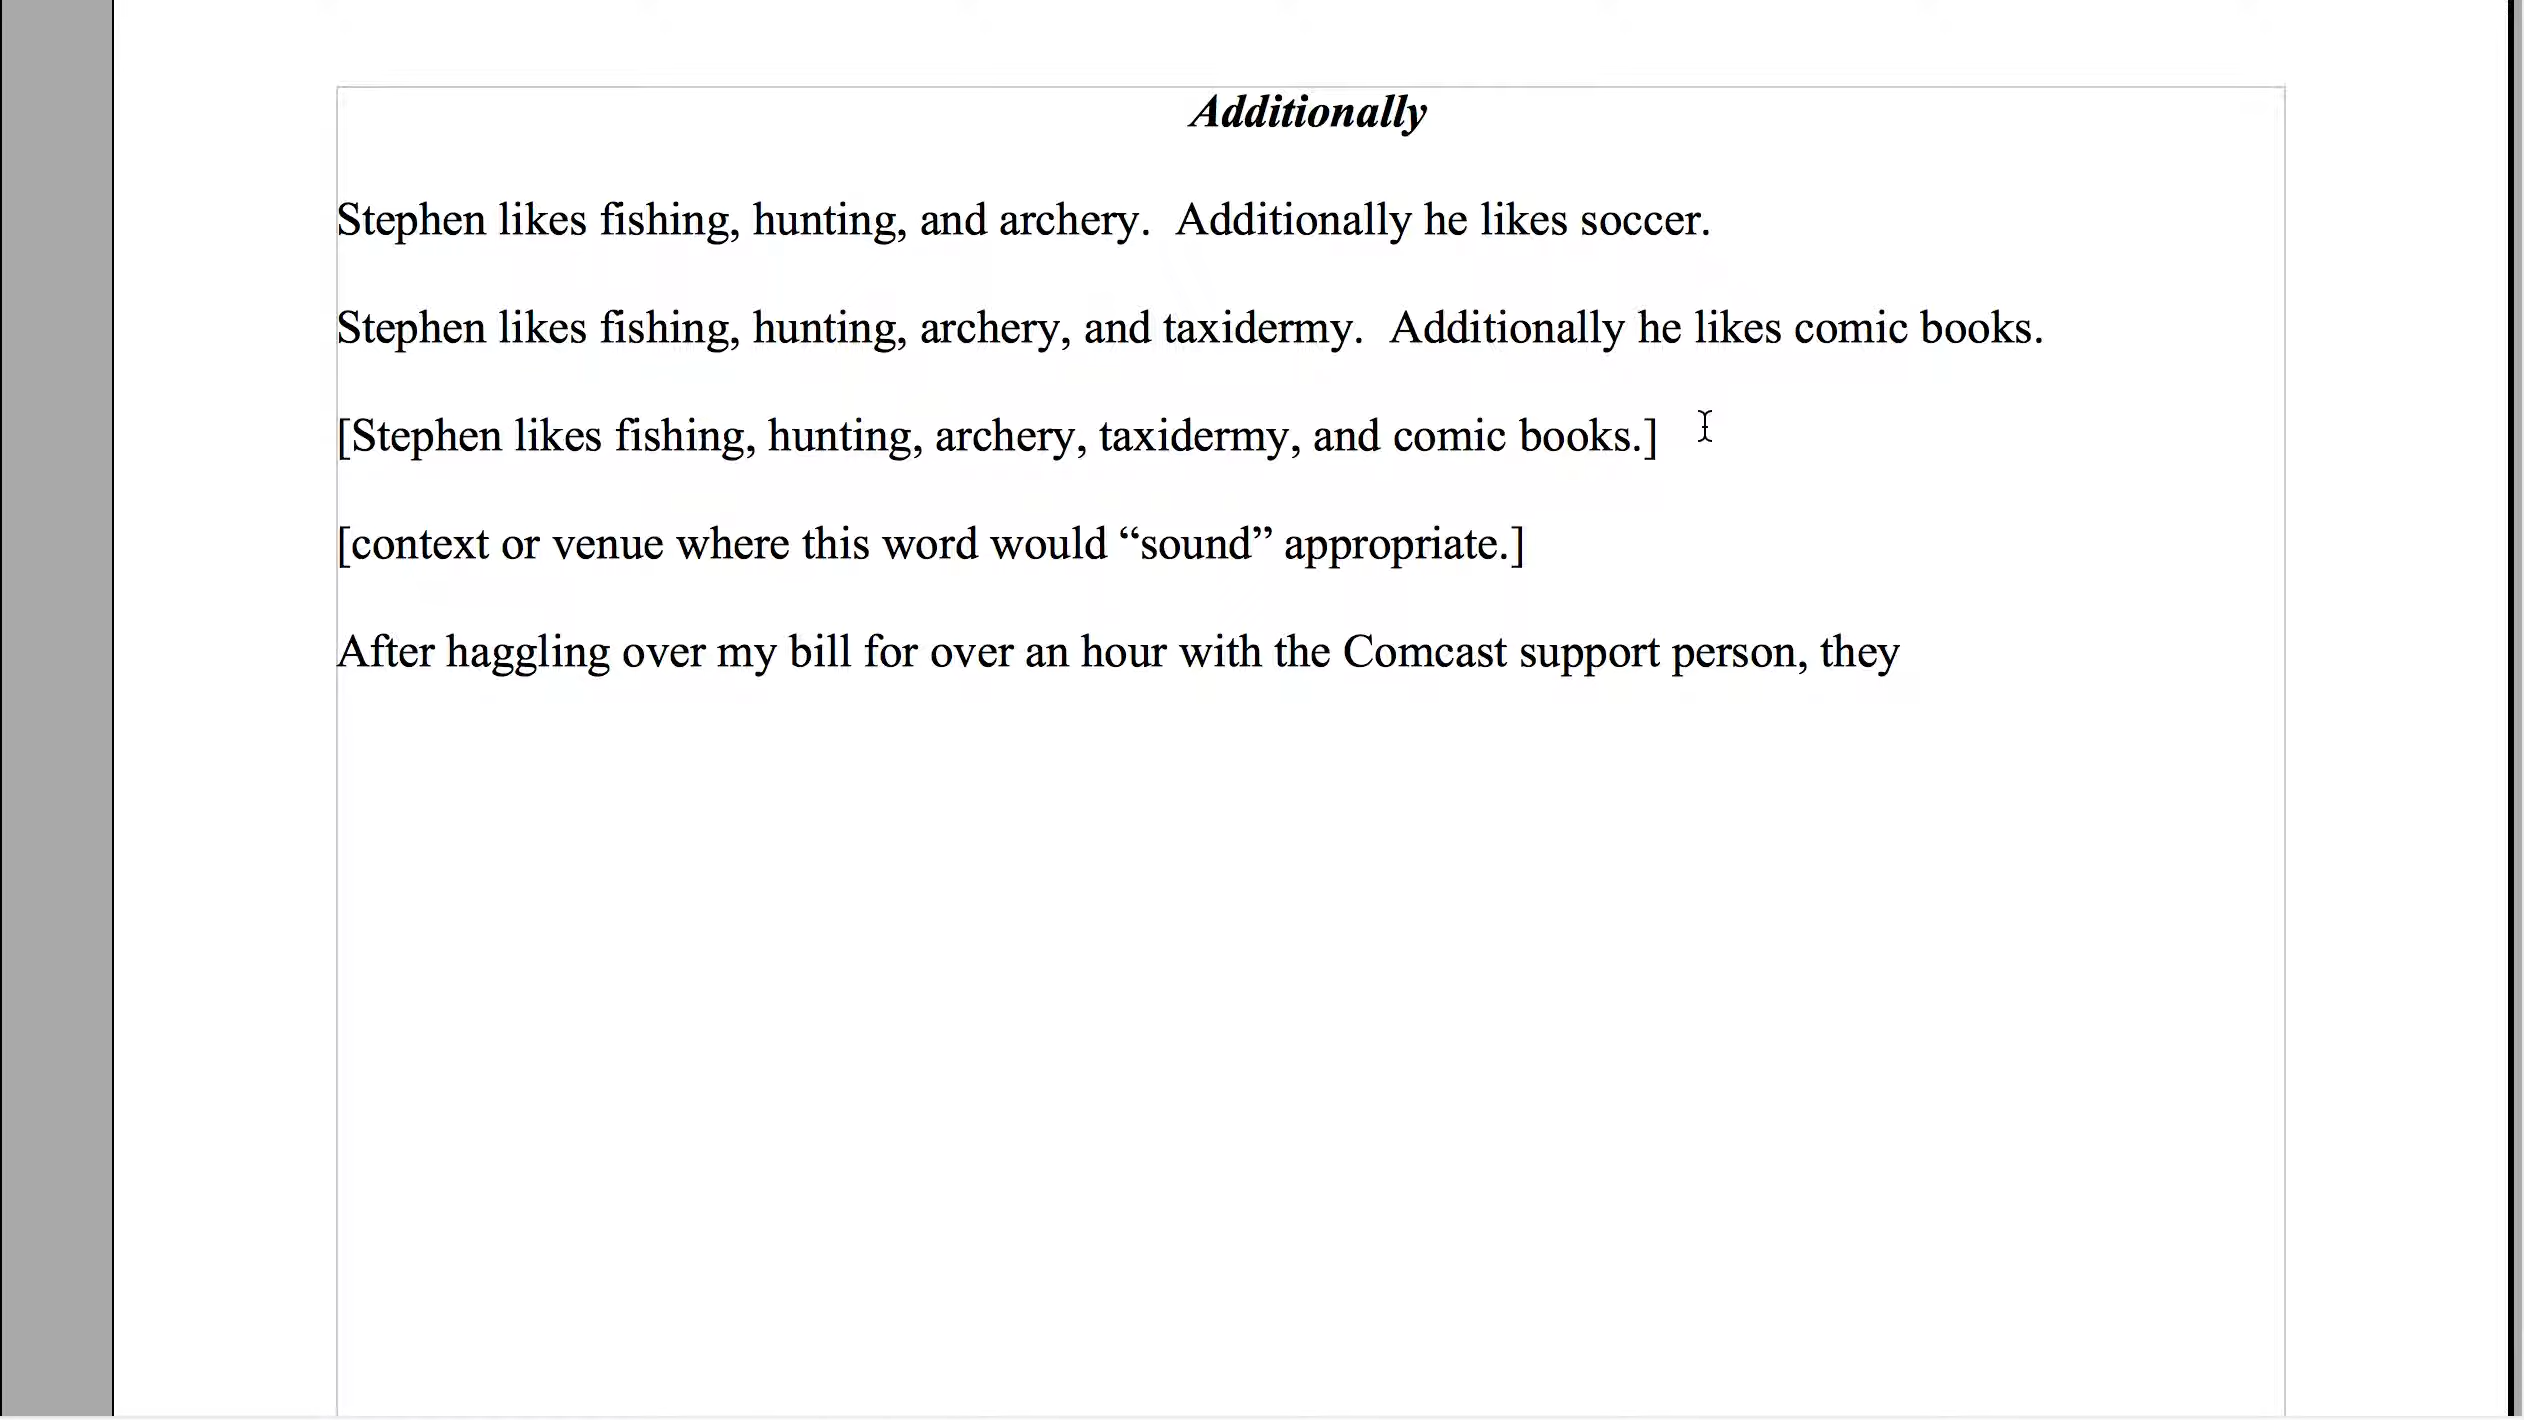 Additionally
Stephen likes fishing, hunting, and archery.  Additionally he likes soccer.
Stephen likes fishing, hunting, archery, and taxidermy.  Additionally he likes comic books.
[Stephen likes fishing, hunting, archery, taxidermy, and comic books.]
[context or venue where this word would “sound” appropriate.]
After haggling over my bill for over an hour with the Comcast support person, they